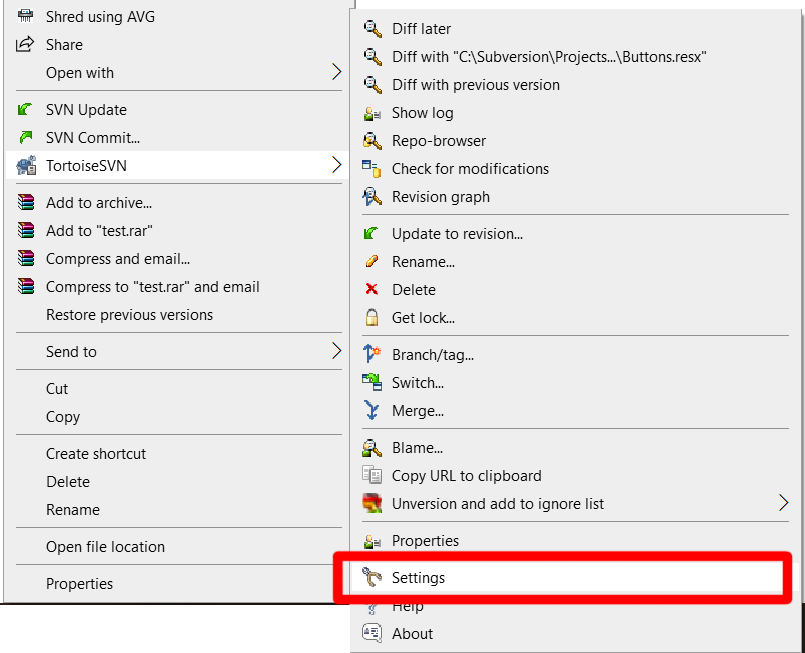 Shred using AVG
Share
Open with
SVN Update
SVN Commit...
TortoiseSVN
Add to archive...
Add to "test.rar"
Compress and email...
Compress to "test.rar" and email
Restore previous versions
Send to
Cut
Copy
Create shortcut
Delete
Rename
Open file location
Properties
Diff later
Diff with "C:\Subversion\Projects...\Buttons.resx"
Diff with previous version
Show log
Repo-browser
Check for modifications
Revision graph
Update to revision...
Rename...
Delete
Get lock...
Branch/tag...
Switch...
Merge...
Blame...
Copy URL to clipboard
Unversion and add to ignore list
Properties
Settings
Help
About